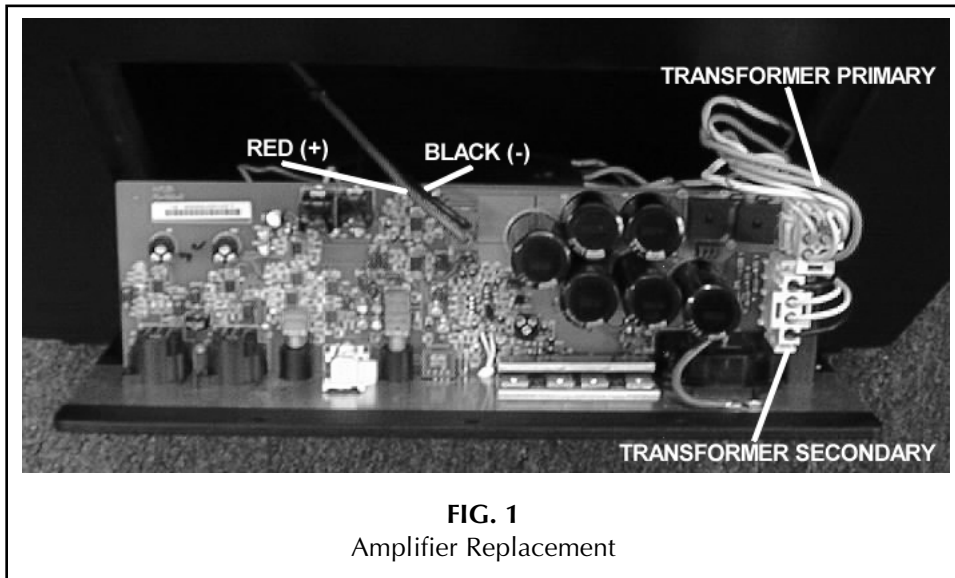 TRANSFORMER PRIMARY
RED (+)
BLACK (-)
TRANSFORMER SECONDARY
FIG. 1
Amplifier Replacement